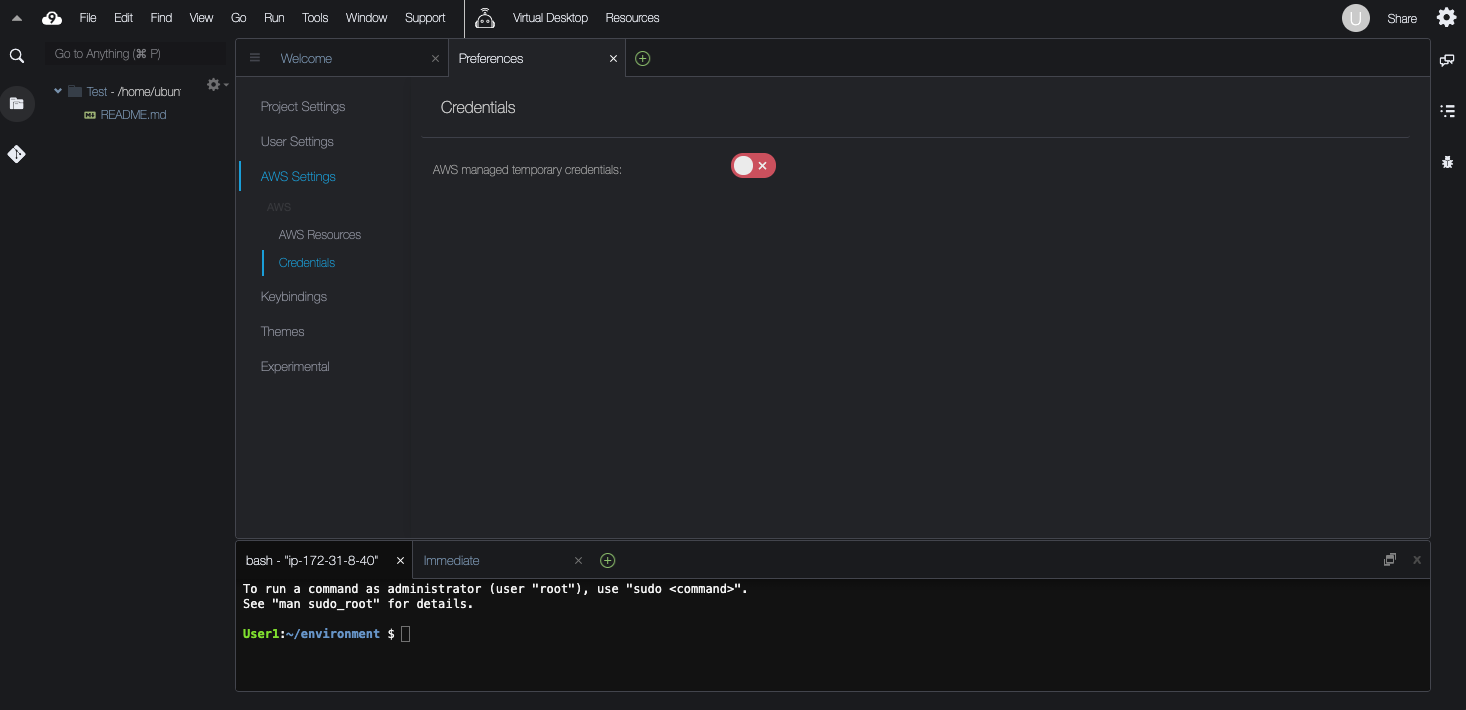 File Edit Find View Go Run Tools Window Support Virtual Desktop Resources U Share
Go to Anything (⌘ P)
Test - /home/ubunt
README.md
Welcome
Preferences
Project Settings
User Settings
AWS Settings
AWS
AWS Resources
Credentials
Keybindings
Themes
Experimental
Credentials
AWS managed temporary credentials:
bash - "ip-172-31-8-40"
Immediate
To run a command as administrator (user "root"), use "sudo <command>".
See "man sudo_root" for details.
User1:~/environment $